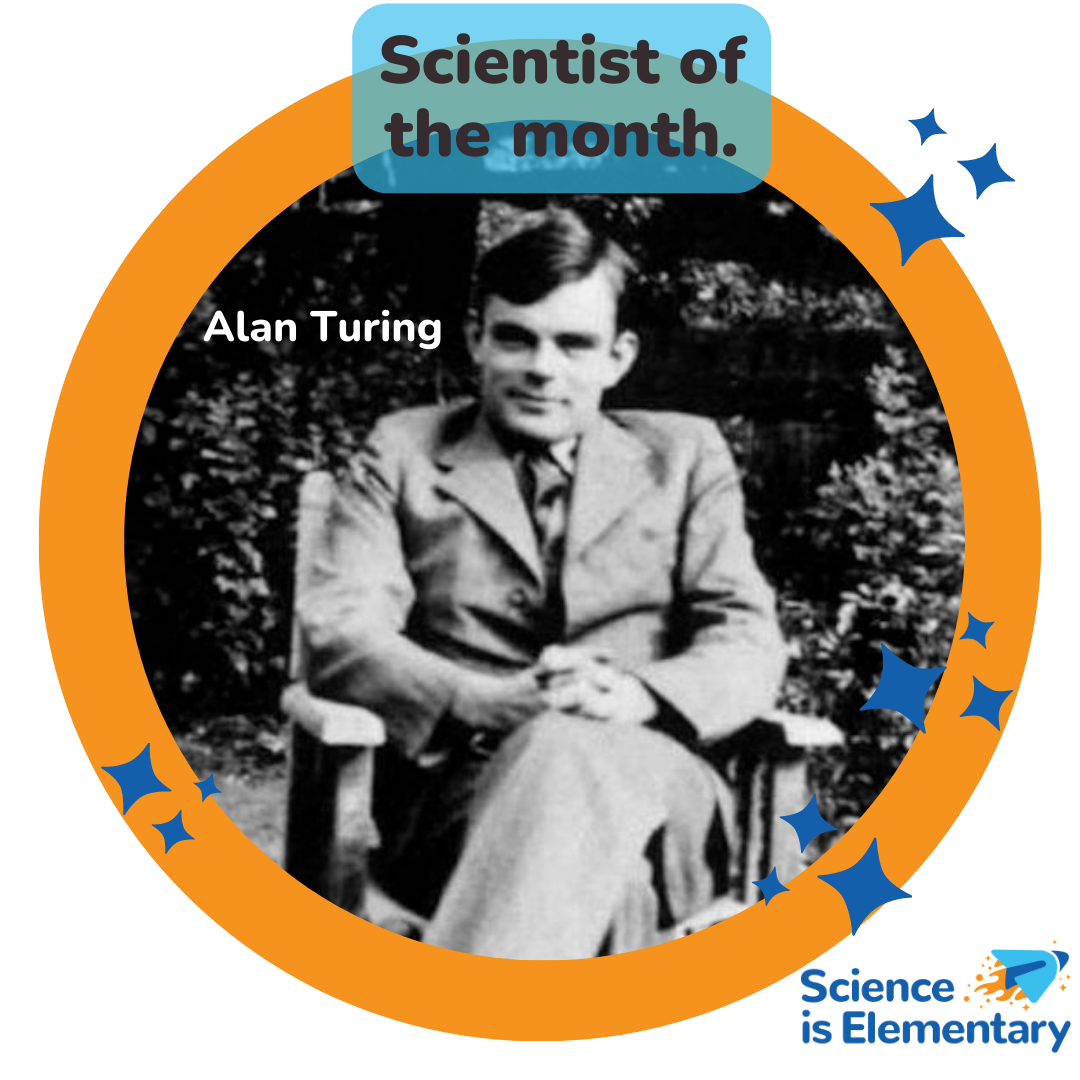 Scientist of
the month.
Alan Turing
Science
is Elementary